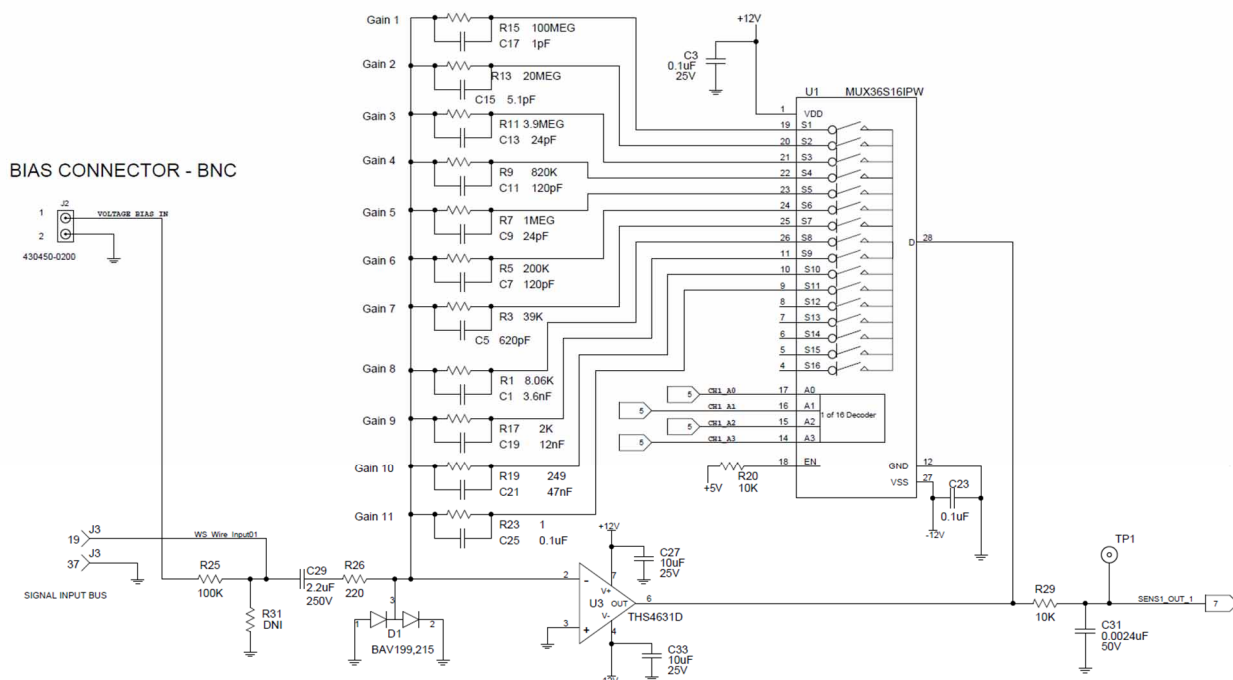 Gain 1
R15 100MEG
C17 1pF
Gain 2
R13 20MEG
C15 5.1pF
Gain 3
R11 3.9MEG
C13 24pF
Gain 4
R9 820K
C11 120pF
Gain 5
R7 1MEG
C9 24pF
Gain 6
R5 200K
C7 120pF
Gain 7
R3 39K
C5 620pF
Gain 8
R1 8.06K
C1 3.6nF
Gain 9
R17 2K
C19 12nF
Gain 10
R19 249
C21 47nF
Gain 11
R23 1
C25 0.1uF
BIAS CONNECTOR - BNC
J2
1 VOLTAGE BIAS IN
2
430450-0200
+12V
C3
0.1uF
25V
U1 MUX36S16IPW
1 VDD
19 S1
20 S2
21 S3
22 S4
23 S5
24 S6
25 S7
26 S8
11 S9
10 S10
9 S11
8 S12
7 S13
6 S14
5 S15
4 S16
D 28
5 CH1_A0 17 A0
5 CH1_A1 16 A1
5 CH1_A2 15 A2
5 CH1_A3 14 A3
1 of 16 Decoder
18 EN
R20
10K
+5V
GND 12
VSS 27
C23
0.1uF
-12V
J3
19 WS_Wire_Input01
J3
37
SIGNAL INPUT BUS
R25
100K
R31
DNI
C29
2.2uF
250V
R26
220
3
1 2
D1
BAV199,215
+12V
C27
10uF
25V
2 - 7
V+
U3 OUT 6
THS4631D
V-
3 + 4
C33
10uF
25V
-12V
TP1
R29
10K
SENS1_OUT_1 7
C31
0.0024uF
50V